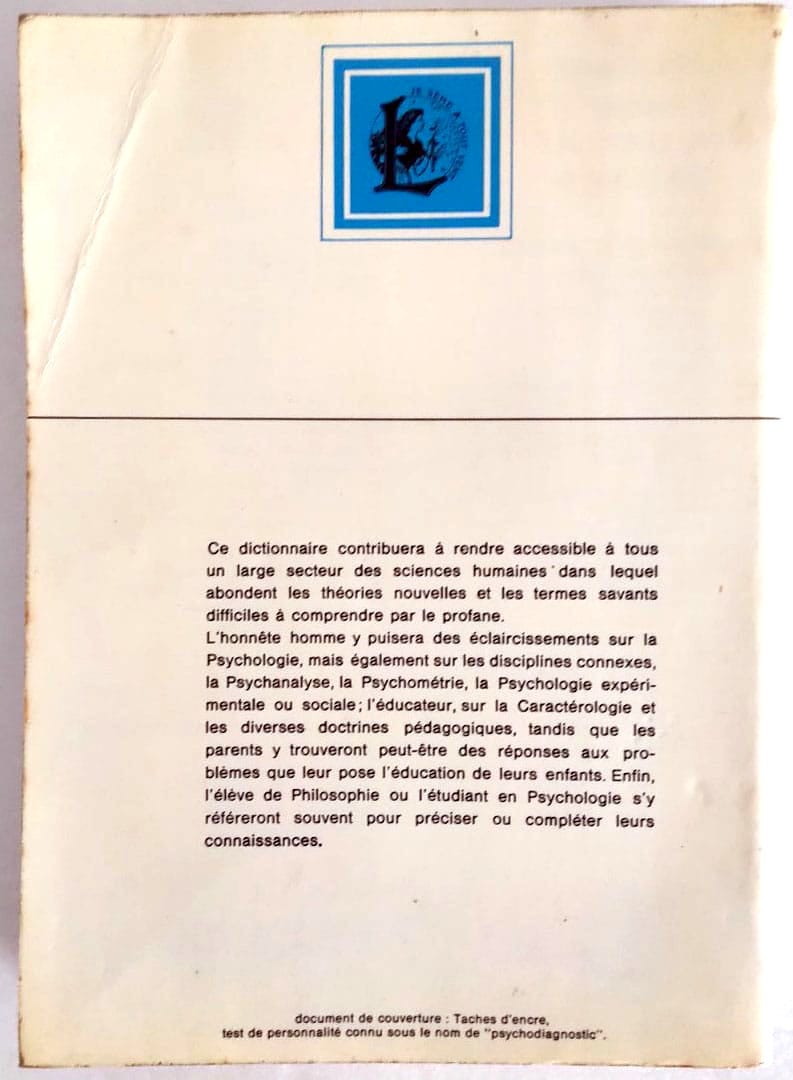 L
JE SÈME A TOUT VENT
Ce dictionnaire contribuera à rendre accessible à tous
un large secteur des sciences humaines dans lequel
abondent les théories nouvelles et les termes savants
difficiles à comprendre par le profane.
L'honnête homme y puisera des éclaircissements sur la
Psychologie, mais également sur les disciplines connexes,
la Psychanalyse, la Psychométrie, la Psychologie expéri-
mentale ou sociale; l'éducateur, sur la Caractérologie et
les diverses doctrines pédagogiques, tandis que les
parents y trouveront peut-être des réponses aux pro-
blèmes que leur pose l'éducation de leurs enfants. Enfin,
l'élève de Philosophie ou l'étudiant en Psychologie s'y
référeront souvent pour préciser ou compléter leurs
connaissances.
document de couverture : Taches d'encre,
test de personnalité connu sous le nom de "psychodiagnostic".